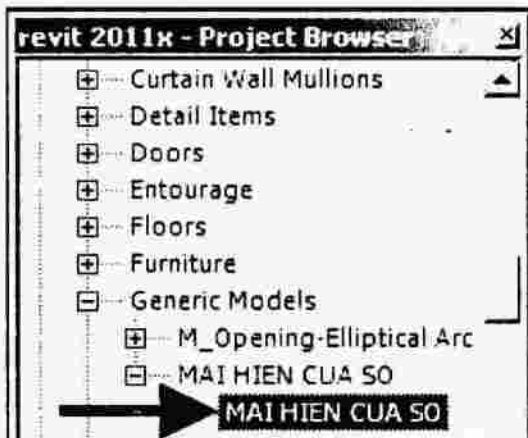 revit 2011x - Project Browser
Curtain Wall Mullions
Detail Items
Doors
Entourage
Floors
Furniture
Generic Models
M_Opening-Elliptical Arc
MAI HIEN CUA SO
MAI HIEN CUA SO